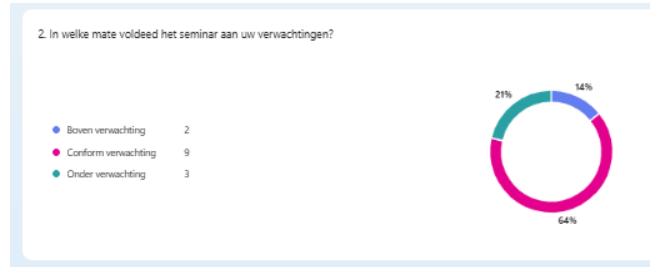 2. In welke mate voldeed het seminar aan uw verwachtingen?
14%
21%
Boven verwachting 2
Conform verwachting 9
Onder verwachting 3
64%